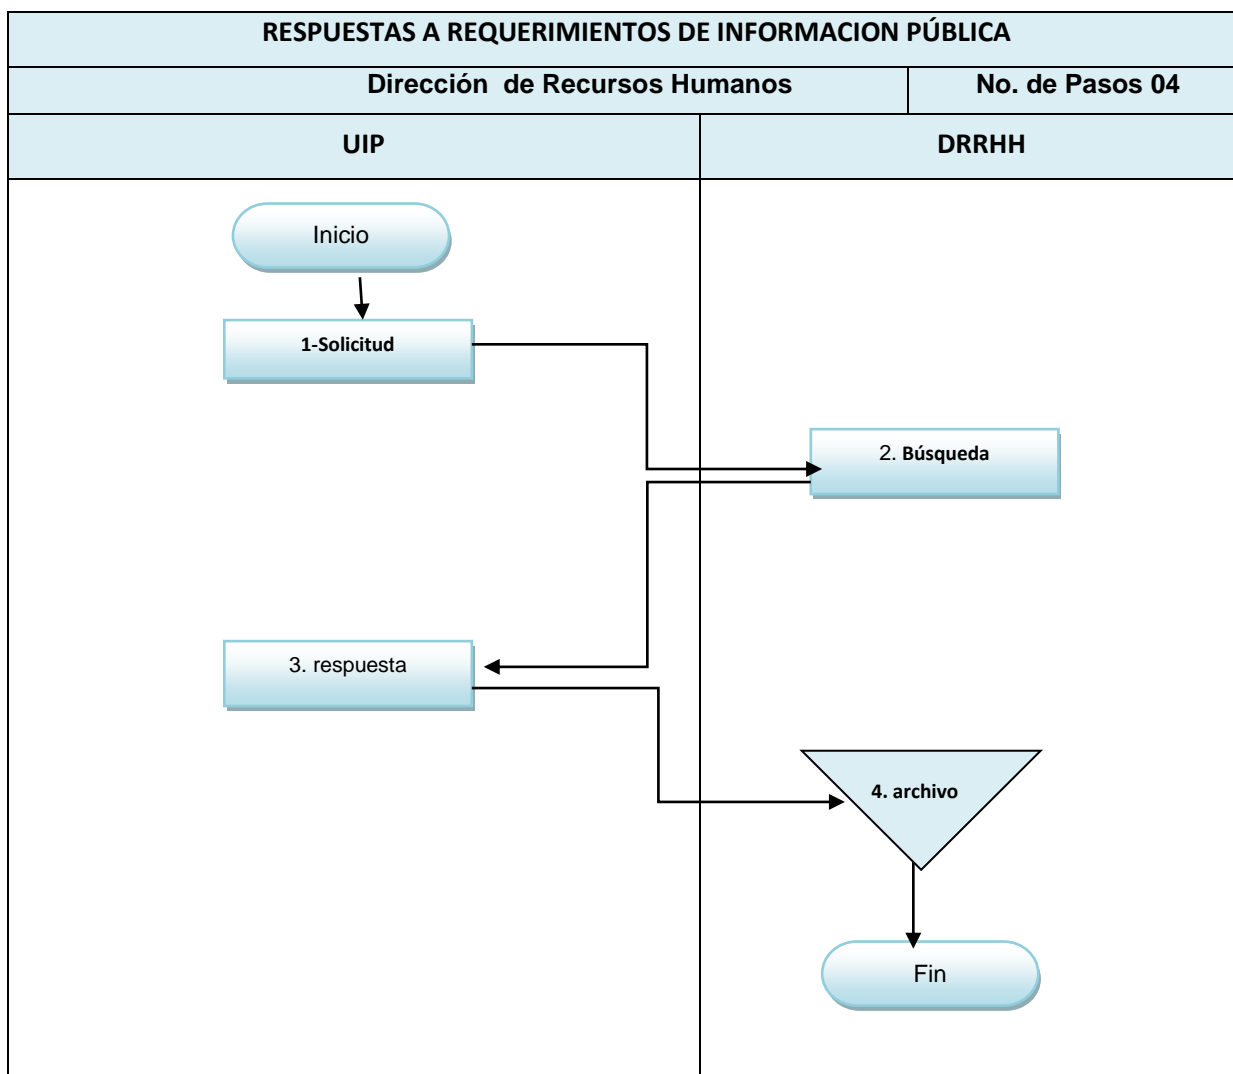 RESPUESTAS A REQUERIMIENTOS DE INFORMACION PÚBLICA
Dirección de Recursos Humanos
No. de Pasos 04
UIP
DRRHH
Inicio
1-Solicitud
2. Búsqueda
3. respuesta
4. archivo
Fin